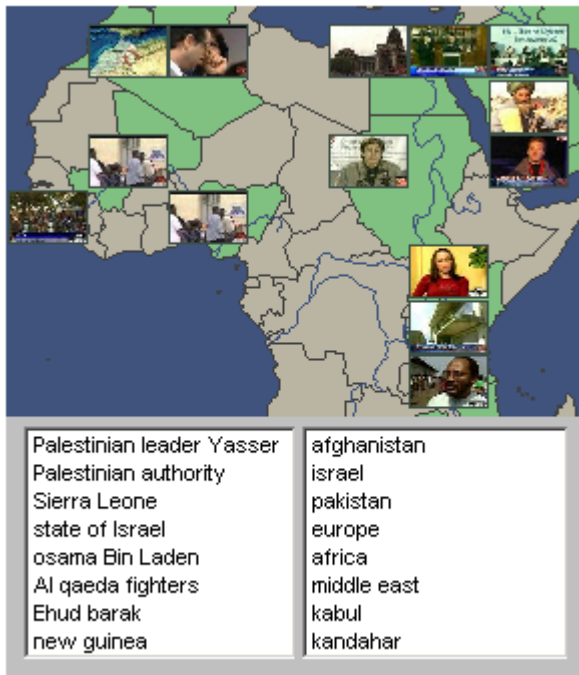 Palestinian leader Yasser
Palestinian authority
Sierra Leone
state of Israel
osama Bin Laden
Al qaeda fighters
Ehud barak
new guinea
afghanistan
israel
pakistan
europe
africa
middle east
kabul
kandahar